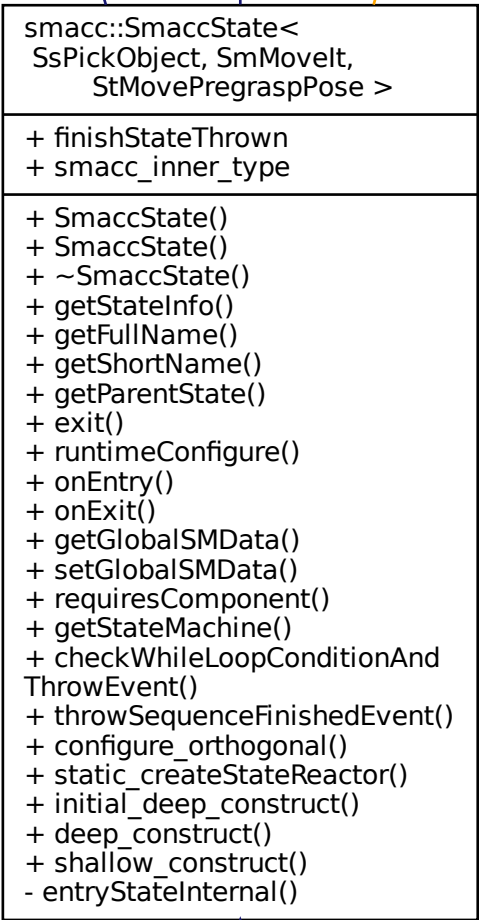 smacc::SmaccState<
SsPickObject, SmMoveIt,
StMovePregraspPose >
+ finishStateThrown
+ smacc_inner_type
+ SmaccState()
+ SmaccState()
+ ~SmaccState()
+ getStateInfo()
+ getFullName()
+ getShortName()
+ getParentState()
+ exit()
+ runtimeConfigure()
+ onEntry()
+ onExit()
+ getGlobalSMData()
+ setGlobalSMData()
+ requiresComponent()
+ getStateMachine()
+ checkWhileLoopConditionAnd
ThrowEvent()
+ throwSequenceFinishedEvent()
+ configure_orthogonal()
+ static_createStateReactor()
+ initial_deep_construct()
+ deep_construct()
+ shallow_construct()
- entryStateInternal()